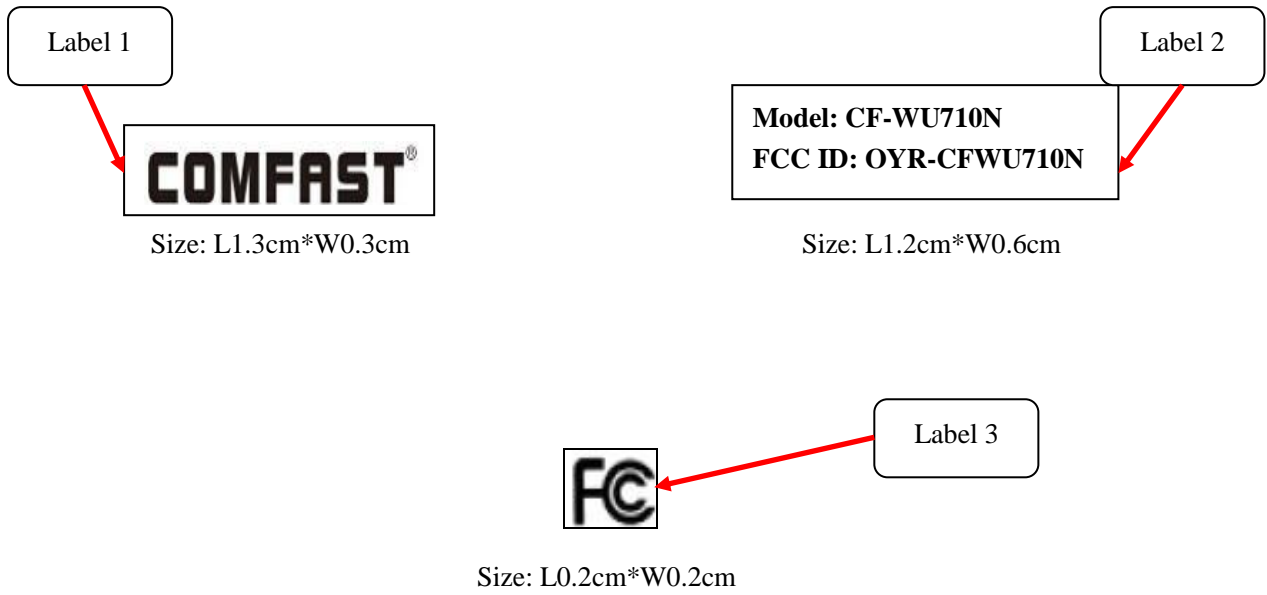 Label 1
Label 2
COMFAST®
Model: CF-WU710N
FCC ID: OYR-CFWU710N
Size: L1.3cm*W0.3cm
Size: L1.2cm*W0.6cm
Label 3
FC
Size: L0.2cm*W0.2cm